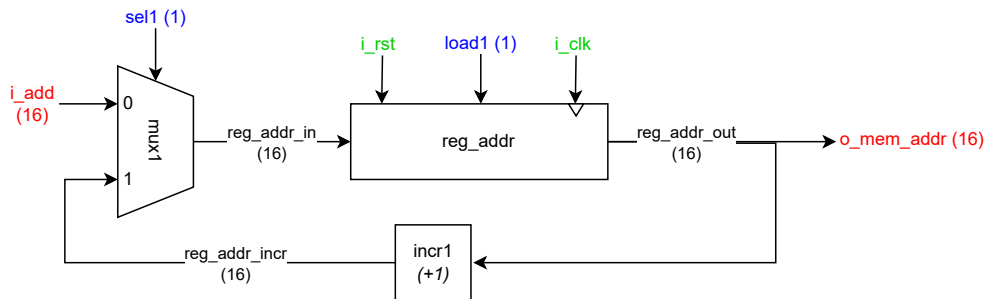 sel1 (1)
i_rst
load1 (1)
i_clk
i_add
(16)
0
mux1
1
reg_addr_in
(16)
reg_addr
reg_addr_out
(16)
o_mem_addr (16)
reg_addr_incr
(16)
incr1
(+1)